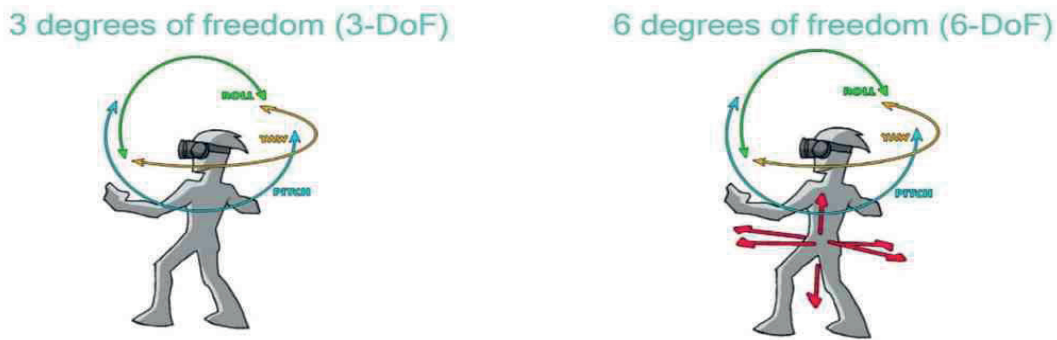 3 degrees of freedom (3-DoF)
ROLL
YAW
PITCH
6 degrees of freedom (6-DoF)
ROLL
YAW
PITCH